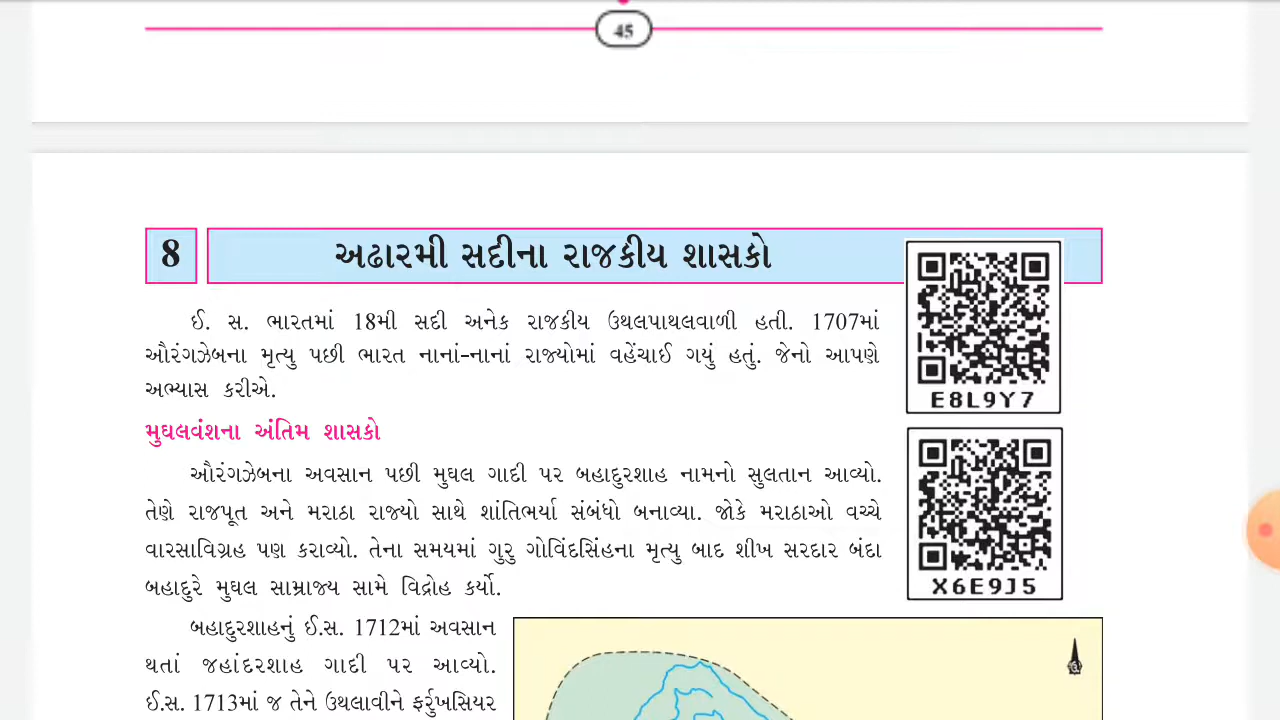 45
8
અઢારમી સદીના રાજકીય શાસકો
ઈ. સ. ભારતમાં 18મી સદી અનેક રાજકીય ઉથલપાથલવાળી હતી. 1707માં
ઔરંગઝેબના મૃત્યુ પછી ભારત નાનાં-નાનાં રાજ્યોમાં વહેંચાઈ ગયું હતું. જેનો આપણે
અભ્યાસ કરીએ.
E8L9Y7
મુઘલવંશના અંતિમ શાસકો
ઔરંગઝેબના અવસાન પછી મુઘલ ગાદી પર બહાદુરશાહ નામનો સુલતાન આવ્યો.
તેણે રાજપૂત અને મરાઠા રાજ્યો સાથે શાંતિભર્યા સંબંધો બનાવ્યા. જોકે મરાઠાઓ વચ્ચે
વારસાવિગ્રહ પણ કરાવ્યો. તેના સમયમાં ગુરુ ગોવિંદસિંહના મૃત્યુ બાદ શીખ સરદાર બંદા
બહાદુરે મુઘલ સામ્રાજ્ય સામે વિદ્રોહ કર્યો.
X6E9J5
બહાદુરશાહનું ઈ.સ. 1712માં અવસાન
થતાં જહાંદરશાહ ગાદી પર આવ્યો.
ઈ.સ. 1713માં જ તેને ઉથલાવીને ફર્રુખસિયર
ઉ